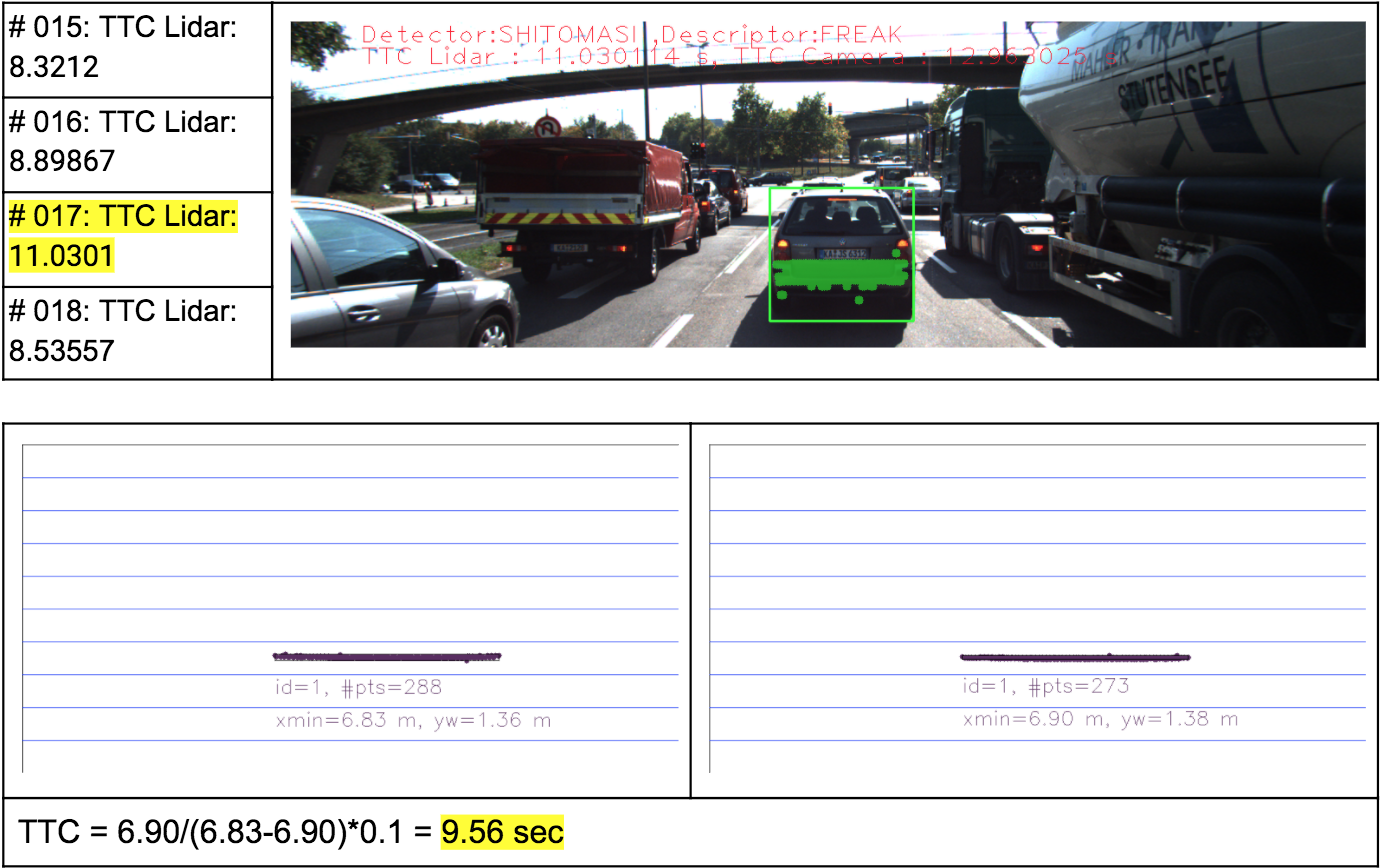 # 015: TTC Lidar:
8.3212
# 016: TTC Lidar:
8.89867
# 017: TTC Lidar:
11.0301
# 018: TTC Lidar:
8.53557
Detector:SHITOMASI ,Descriptor:FREAK
TTC Lidar : 11.030114 s, TTC Camera : 12.963025 s
STUTENSEE
id=1, #pts=288
xmin=6.83 m, yw=1.36 m
id=1, #pts=273
xmin=6.90 m, yw=1.38 m
TTC = 6.90/(6.83-6.90)*0.1 = 9.56 sec